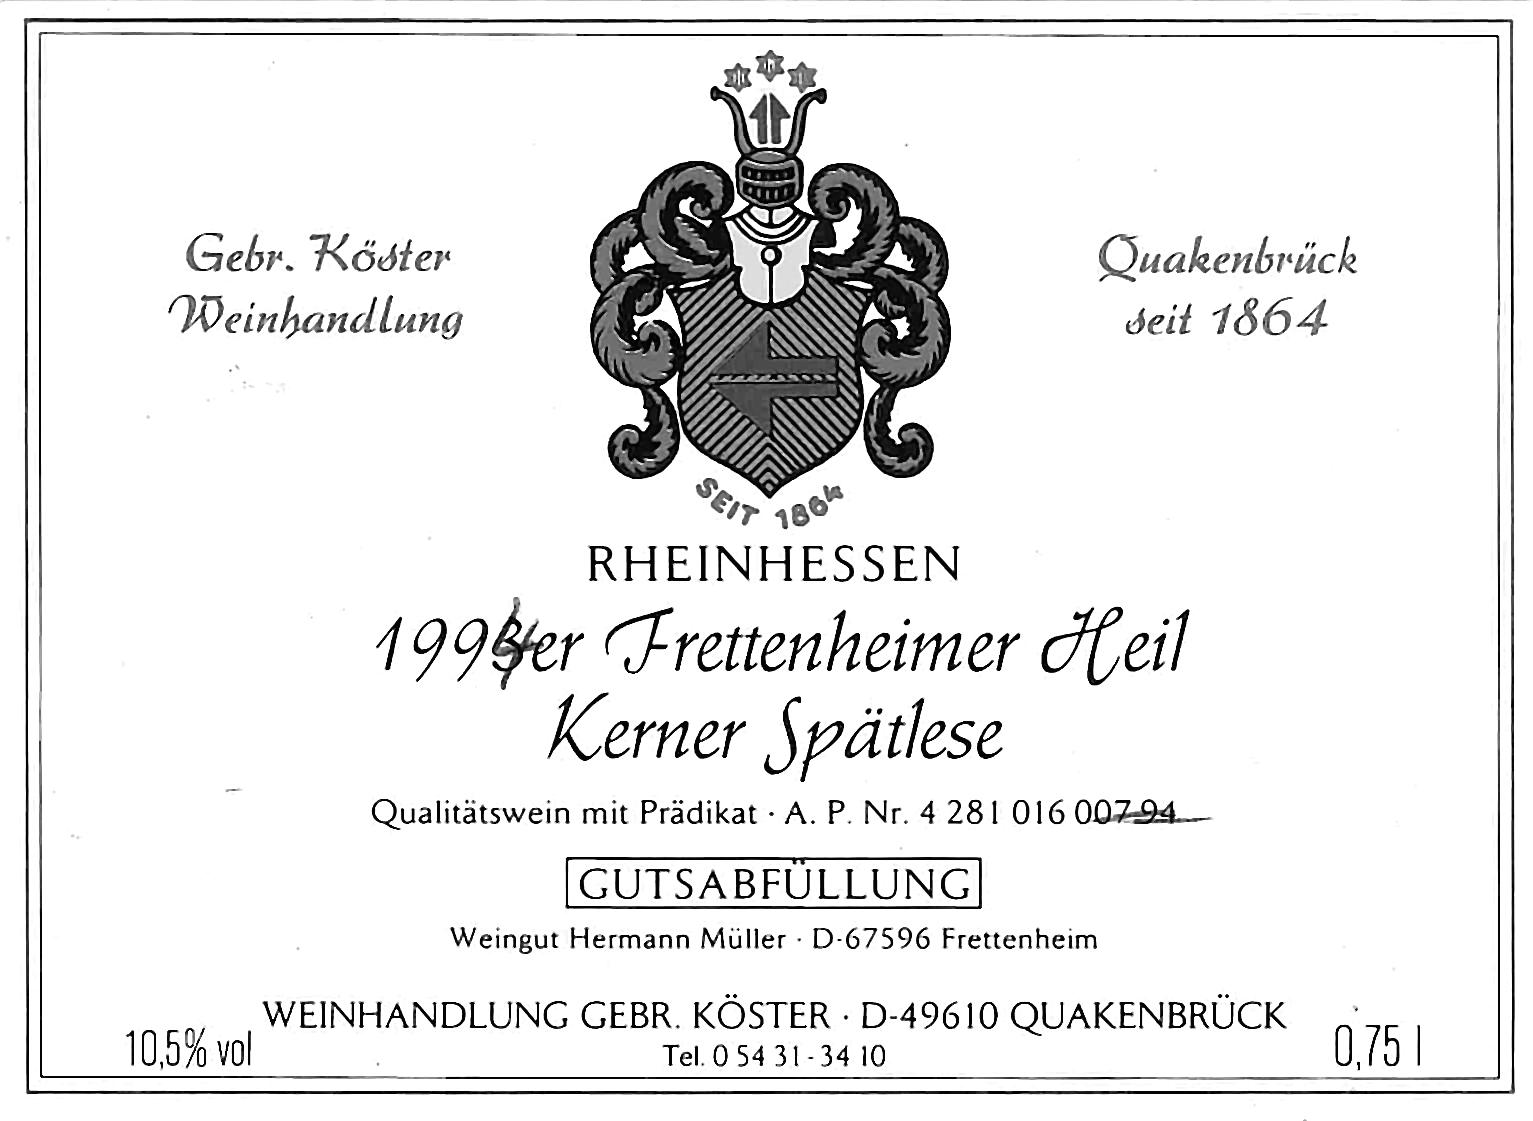 Gebr. Köster
Weinhandlung
Quakenbrück
seit 1864
SEIT 1864
RHEINHESSEN
1994er Frettenheimer Heil
Kerner Spätlese
Qualitätswein mit Prädikat · A. P. Nr. 4 281 016 007 94
GUTSABFÜLLUNG
Weingut Hermann Müller · D-67596 Frettenheim
WEINHANDLUNG GEBR. KÖSTER · D-49610 QUAKENBRÜCK
10,5% vol
Tel. 0 54 31 - 34 10
0,75 l